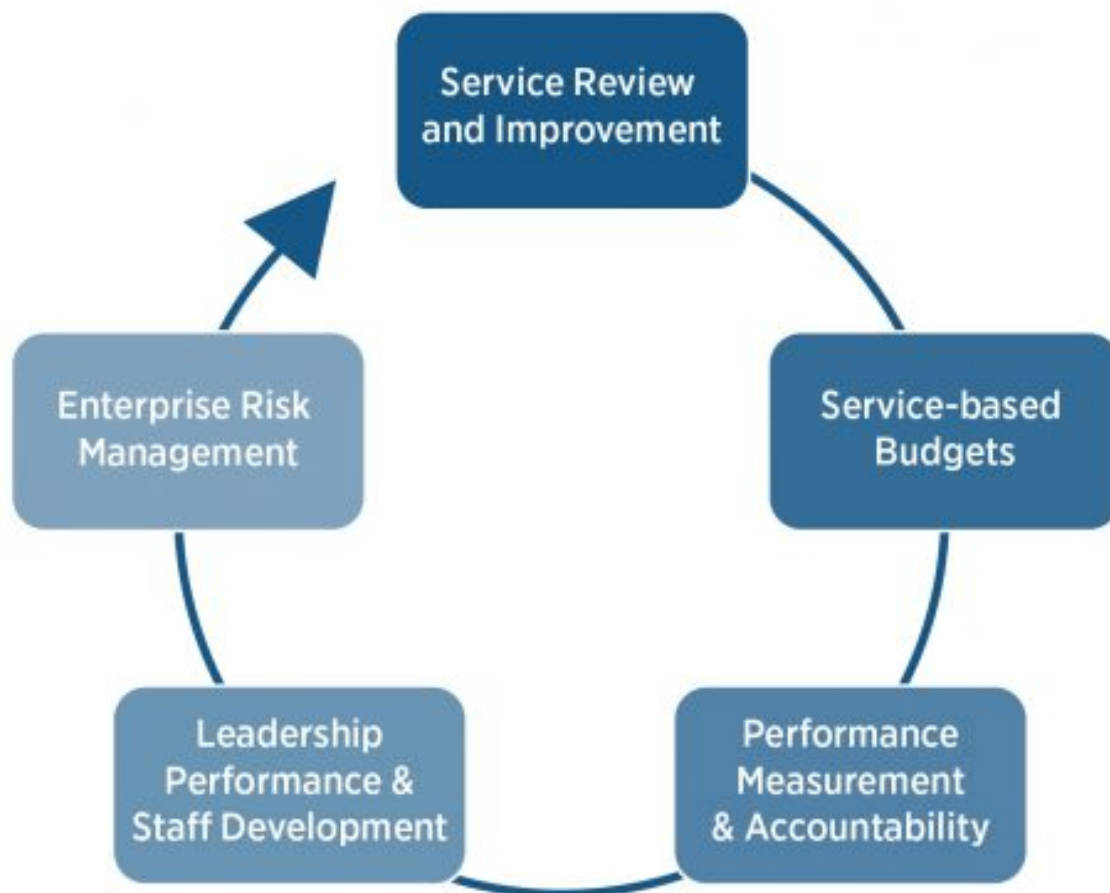 Service Review
and Improvement
Service-based
Budgets
Performance
Measurement
& Accountability
Leadership
Performance &
Staff Development
Enterprise Risk
Management